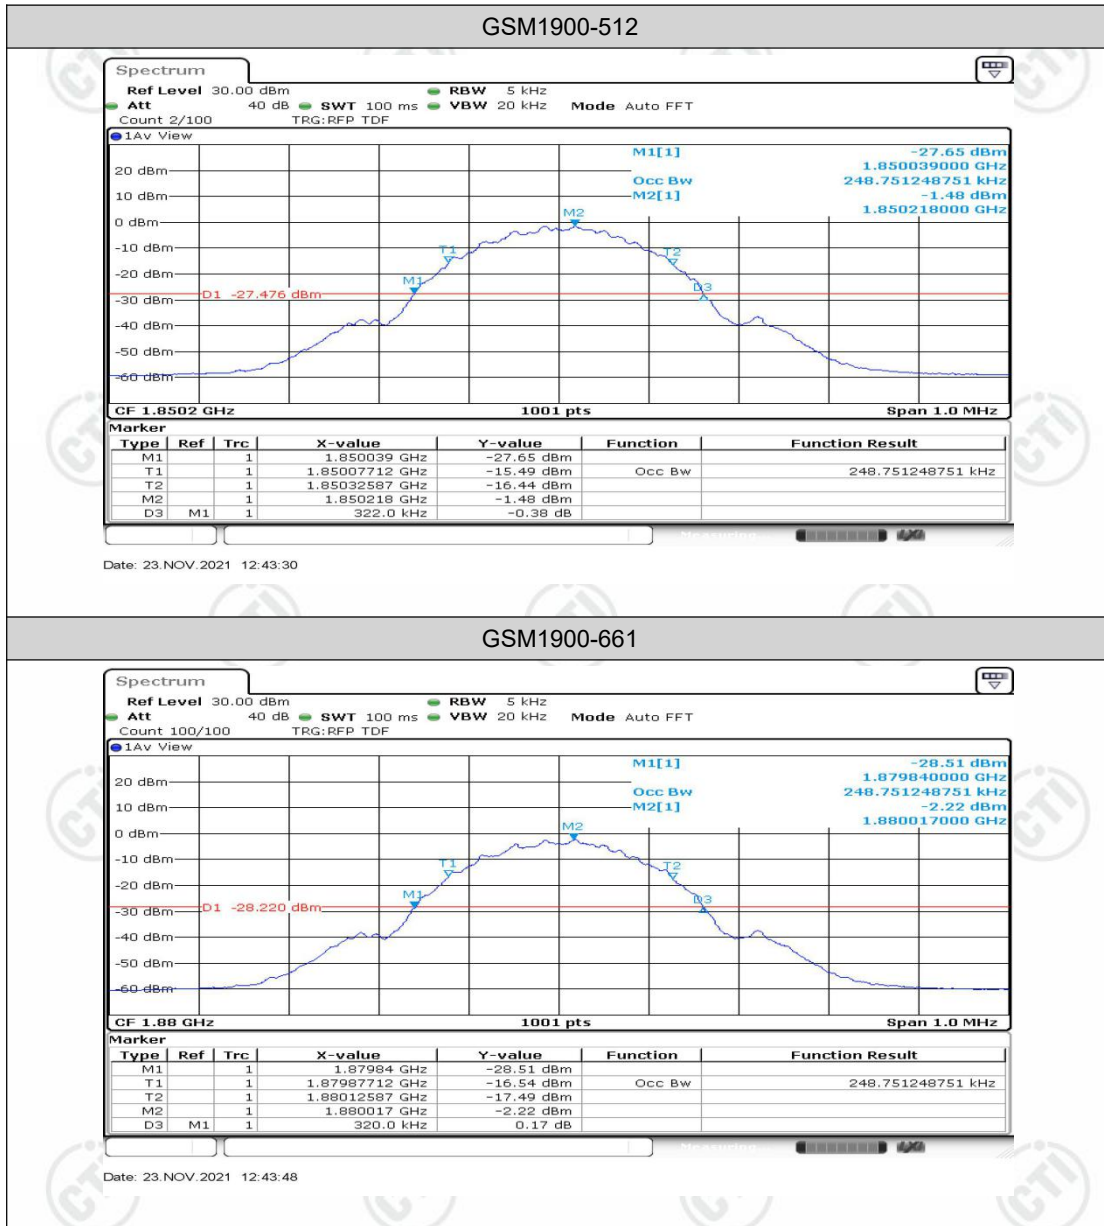 GSM1900-512
Spectrum
Ref Level 30.00 dBm RBW 5 kHz
Att 40 dB SWT 100 ms VBW 20 kHz Mode Auto FFT
Count 2/100 TRG:RFP TDF
1Av View
M1[1] -27.65 dBm
1.850039000 GHz
20 dBm
Occ Bw 248.751248751 kHz
10 dBm
M2[1] -1.48 dBm
1.850218000 GHz
0 dBm
M2
-10 dBm
T1
T2
-20 dBm
M1
D3
-30 dBm
D1 -27.476 dBm
-40 dBm
-50 dBm
-60 dBm
CF 1.8502 GHz 1001 pts Span 1.0 MHz
Marker
Type Ref Trc X-value Y-value Function Function Result
M1 1 1.850039 GHz -27.65 dBm
T1 1 1.85007712 GHz -15.49 dBm Occ Bw 248.751248751 kHz
T2 1 1.85032587 GHz -16.44 dBm
M2 1 1.850218 GHz -1.48 dBm
D3 M1 1 322.0 kHz -0.38 dB
Measuring...
LXI
Date: 23.NOV.2021 12:43:30
GSM1900-661
Spectrum
Ref Level 30.00 dBm RBW 5 kHz
Att 40 dB SWT 100 ms VBW 20 kHz Mode Auto FFT
Count 100/100 TRG:RFP TDF
1Av View
M1[1] -28.51 dBm
1.879840000 GHz
20 dBm
Occ Bw 248.751248751 kHz
10 dBm
M2[1] -2.22 dBm
1.880017000 GHz
0 dBm
M2
-10 dBm
T1
T2
-20 dBm
M1
D3
-30 dBm
D1 -28.220 dBm
-40 dBm
-50 dBm
-60 dBm
CF 1.88 GHz 1001 pts Span 1.0 MHz
Marker
Type Ref Trc X-value Y-value Function Function Result
M1 1 1.87984 GHz -28.51 dBm
T1 1 1.87987712 GHz -16.54 dBm Occ Bw 248.751248751 kHz
T2 1 1.88012587 GHz -17.49 dBm
M2 1 1.880017 GHz -2.22 dBm
D3 M1 1 320.0 kHz 0.17 dB
Measuring...
LXI
Date: 23.NOV.2021 12:43:48
CTI